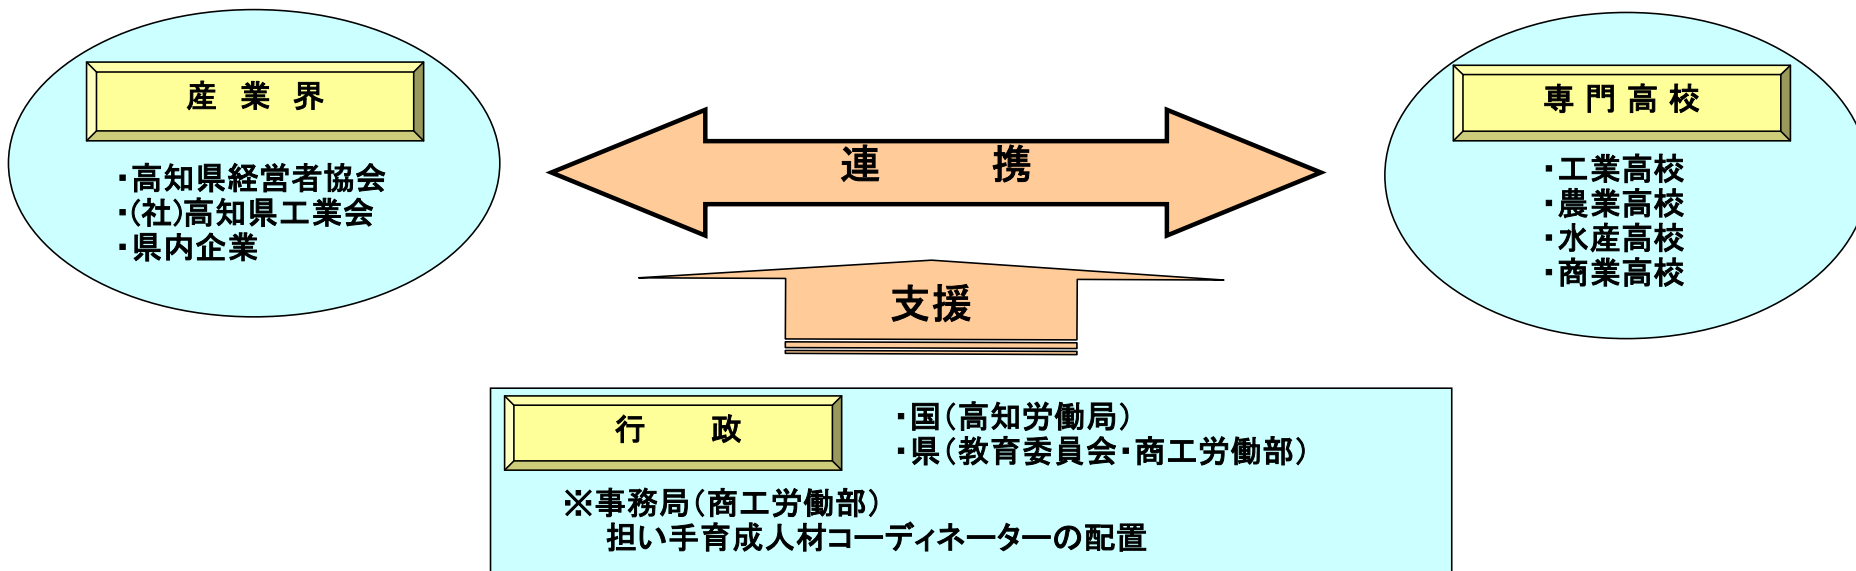 産 業 界
・高知県経営者協会
・(社)高知県工業会
・県内企業
連 携
支援
専 門 高 校
・工業高校
・農業高校
・水産高校
・商業高校
行 政
・国(高知労働局)
・県(教育委員会・商工労働部)
※事務局(商工労働部)
担い手育成人材コーディネーターの配置